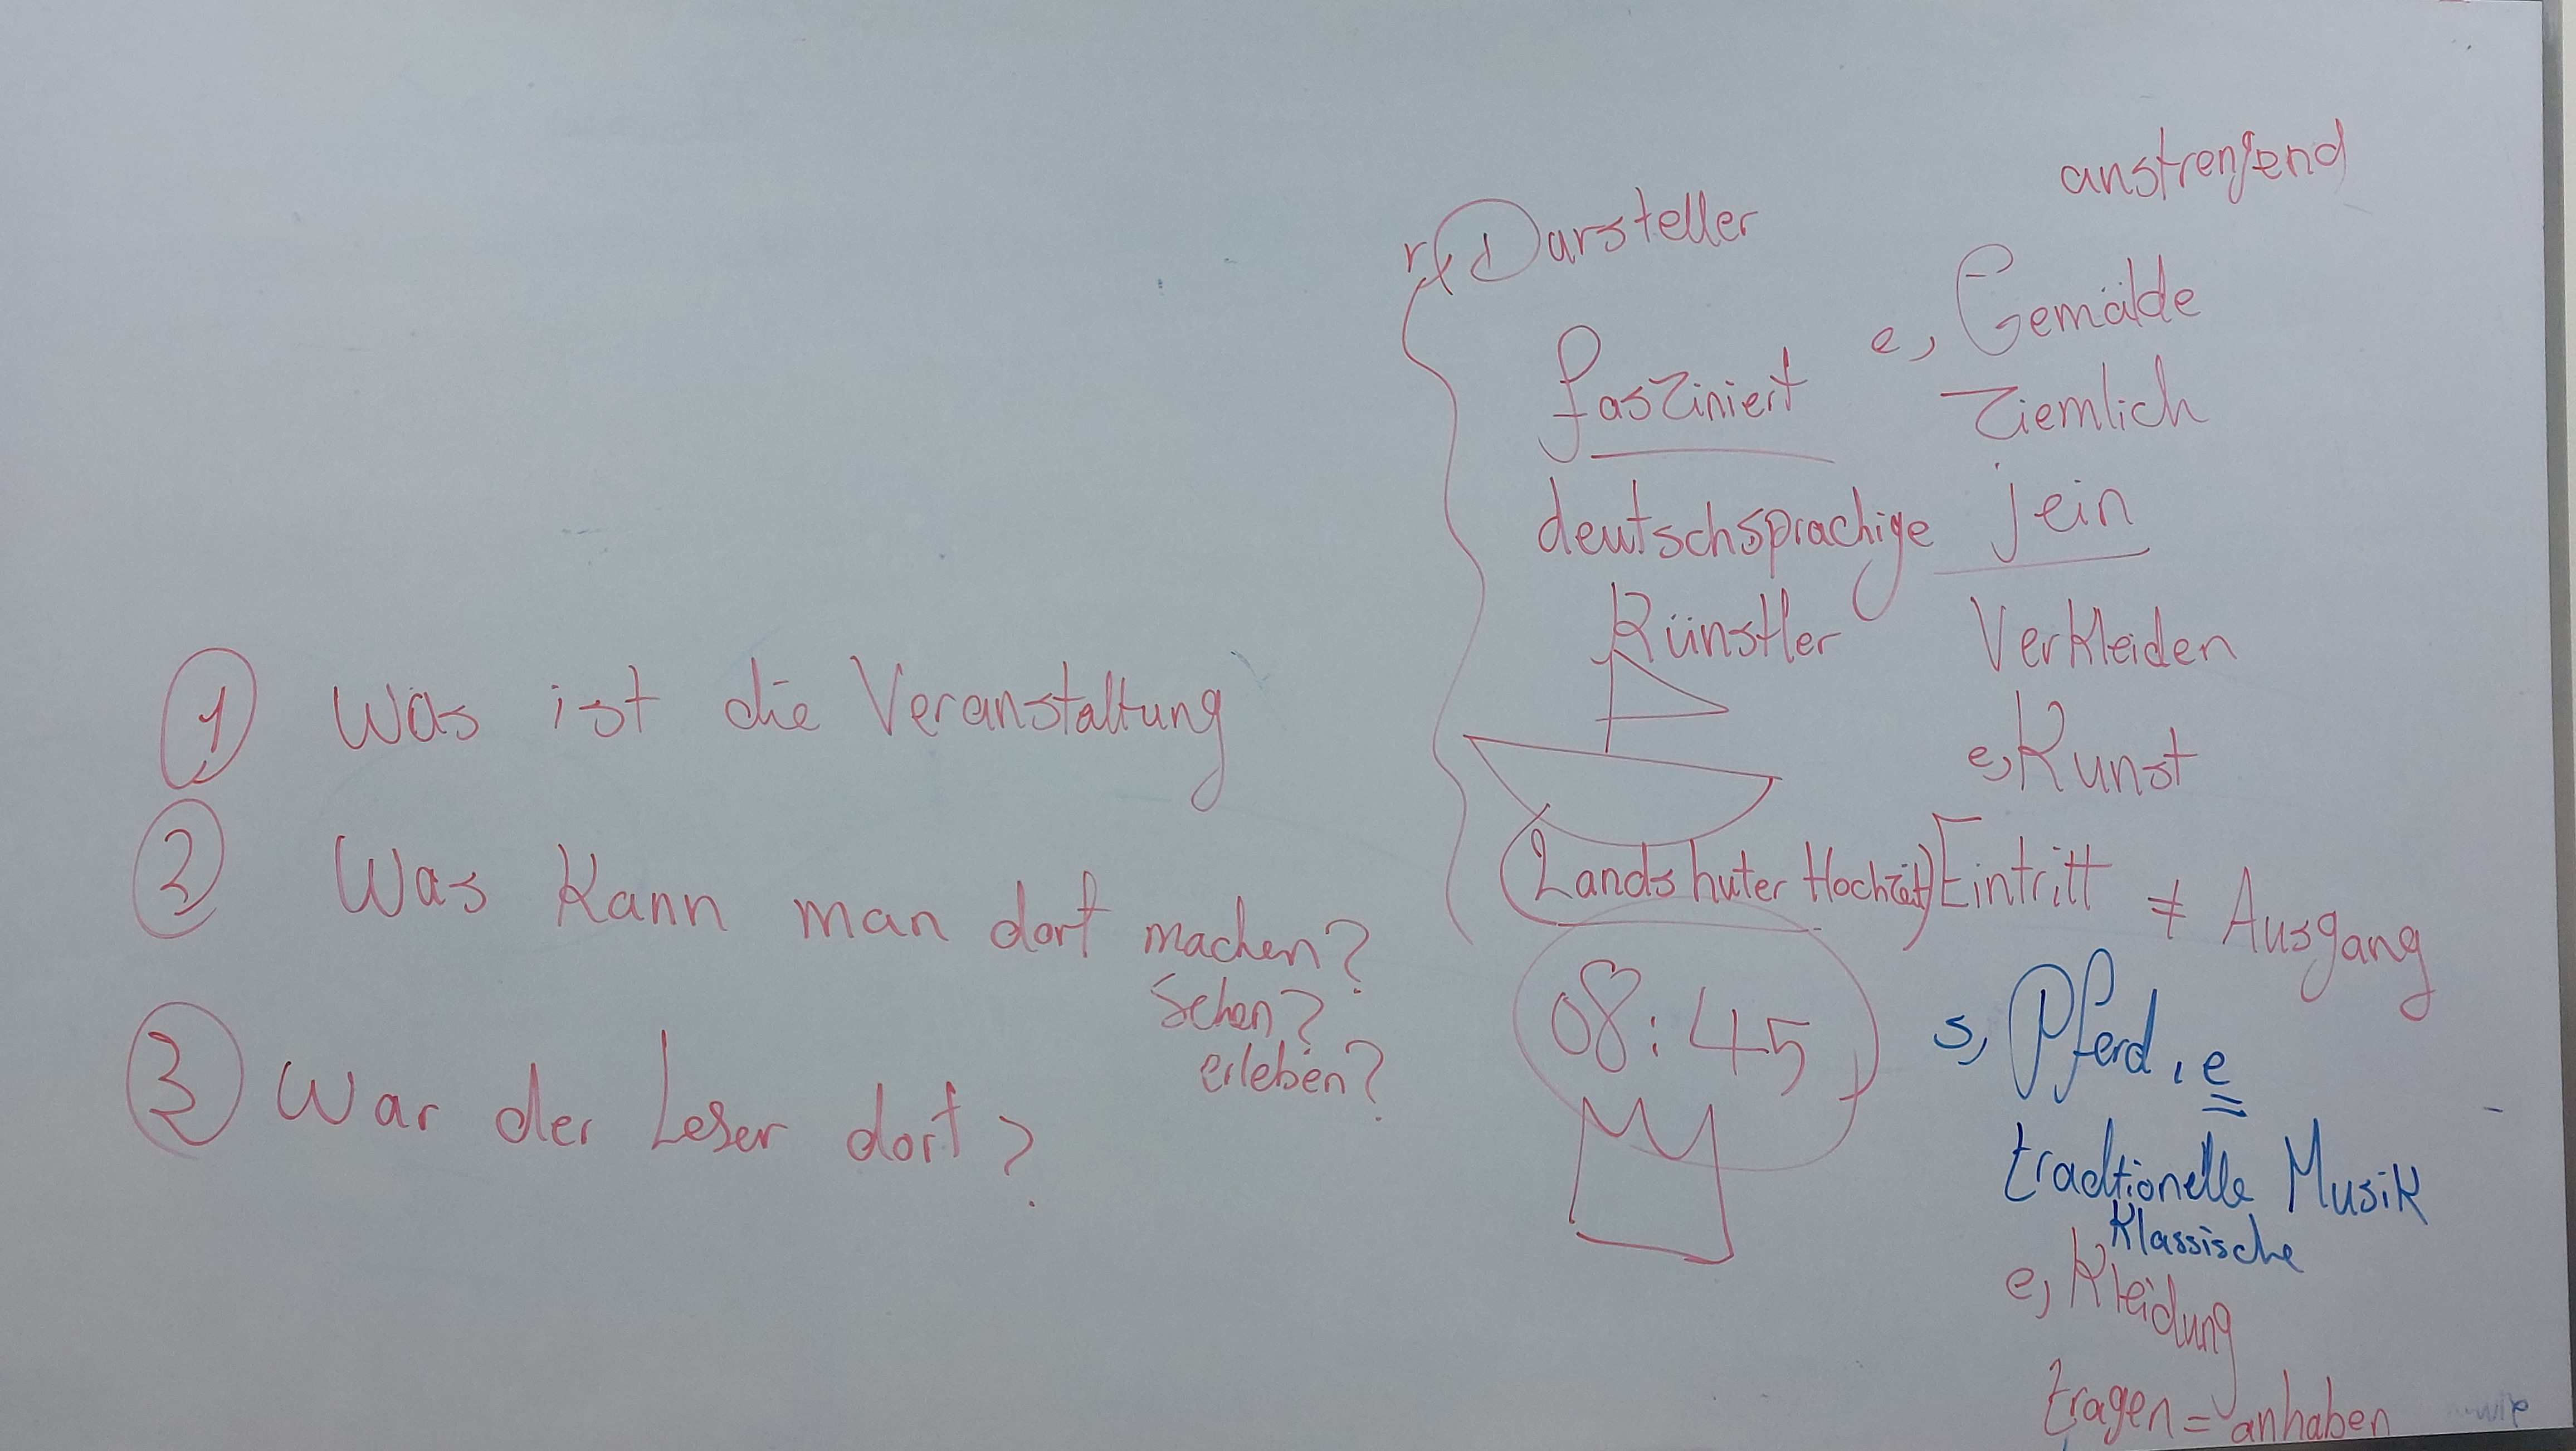 ① Was ist die Veranstaltung
② Was kann man dort machen?
Sehen?
erleben?
③ War der Leser dort?
r, Darsteller
fasziniert
deutschsprachige
Künstler
(Landshuter Hochzeit)
08:45
anstrengend
e, Gemälde
Ziemlich
jein
Verkleiden
e, Kunst
Eintritt ≠ Ausgang
s, Pferd, e
tradtionelle Musik
Klassische
e, Kleidung
tragen = anhaben